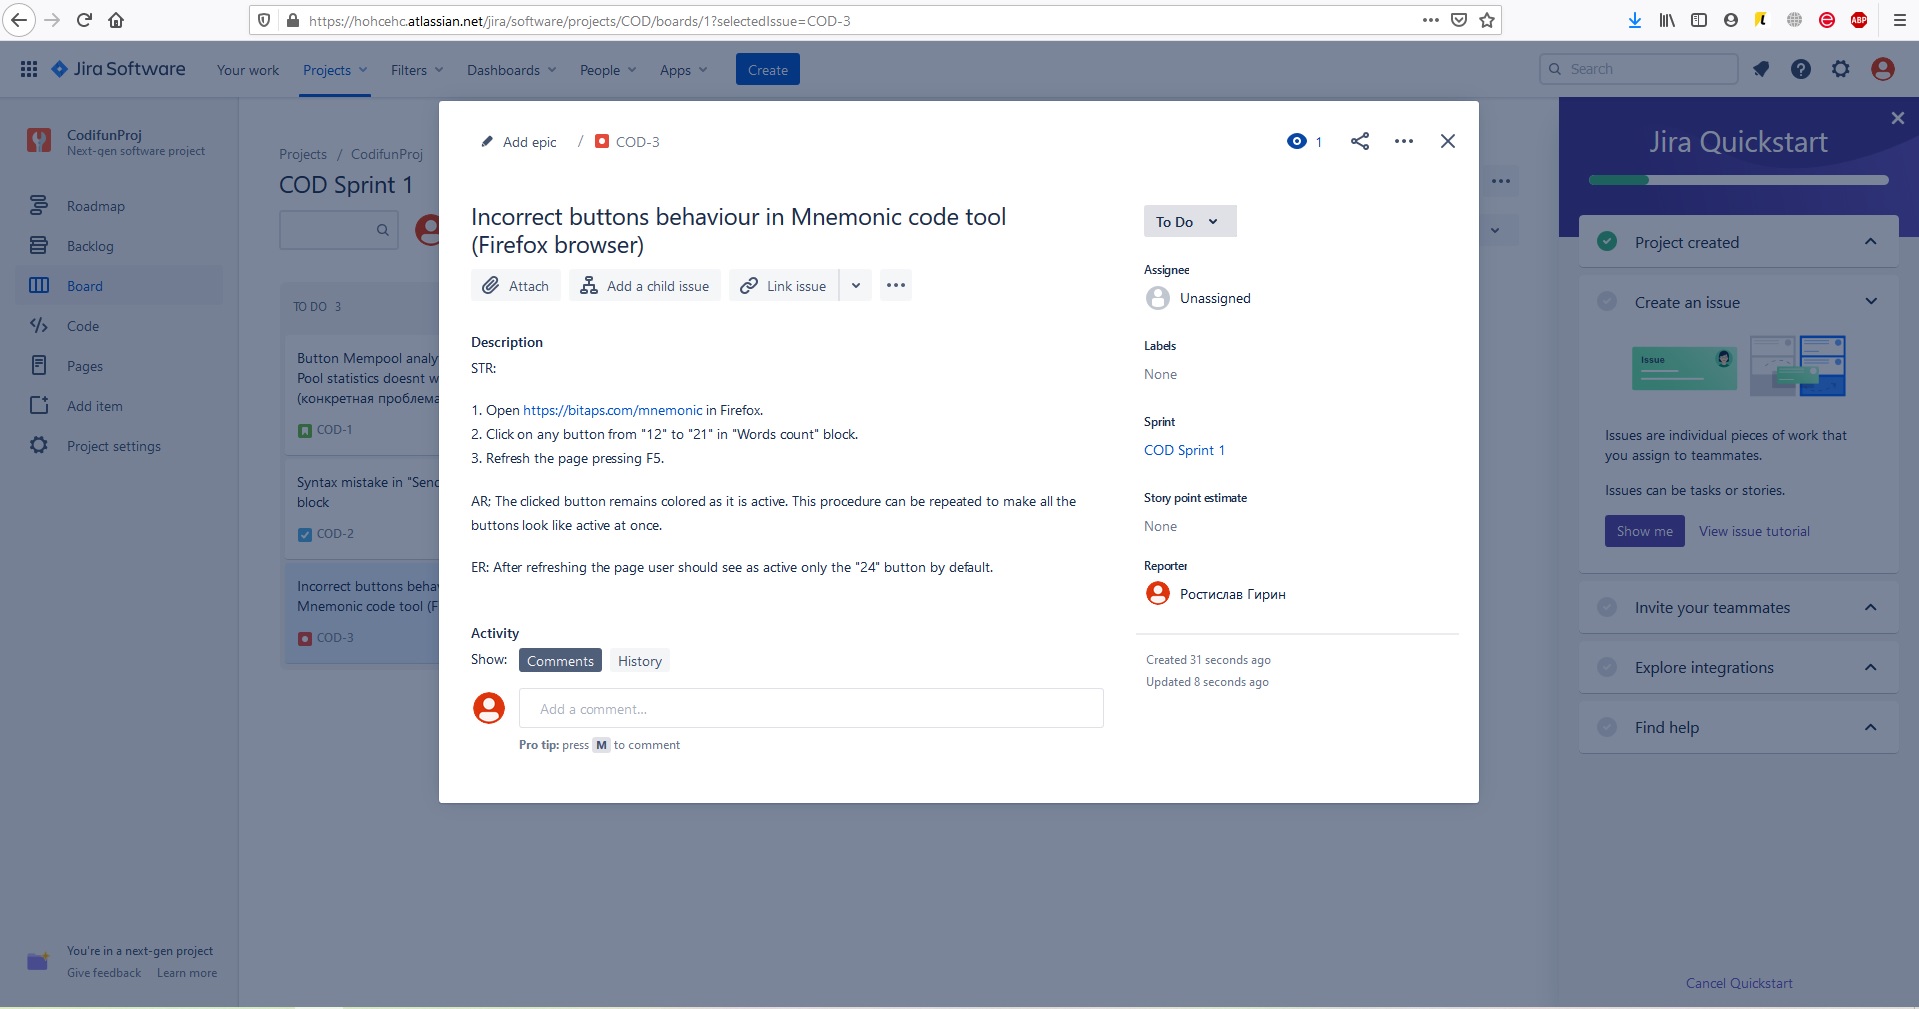 https://hohcehc.atlassian.net/jira/software/projects/COD/boards/1?selectedIssue=COD-3
ABP
Jira Software
Your work
Projects
Filters
Dashboards
People
Apps
Create
Search
CodifunProj
Next-gen software project
Roadmap
Backlog
Board
Code
Pages
Add item
Project settings
You're in a next-gen project
Give feedback Learn more
Projects / CodifunProj
COD Sprint 1
TO DO 3
Button Mempool analy
Pool statistics doesnt w
(конкретная проблема
COD-1
Syntax mistake in "Senc
block
COD-2
Incorrect buttons beha
Mnemonic code tool (F
COD-3
Add epic / COD-3
1
Incorrect buttons behaviour in Mnemonic code tool
(Firefox browser)
Attach
Add a child issue
Link issue
Description
STR:
1. Open https://bitaps.com/mnemonic in Firefox.
2. Click on any button from "12" to "21" in "Words count" block.
3. Refresh the page pressing F5.
AR; The clicked button remains colored as it is active. This procedure can be repeated to make all the
buttons look like active at once.
ER: After refreshing the page user should see as active only the "24" button by default.
Activity
Show: Comments History
Add a comment...
Pro tip: press M to comment
To Do
Assignee
Unassigned
Labels
None
Sprint
COD Sprint 1
Story point estimate
None
Reporter
Ростислав Гирин
Created 31 seconds ago
Updated 8 seconds ago
Jira Quickstart
Project created
Create an issue
Issue
Issues are individual pieces of work that
you assign to teammates.
Issues can be tasks or stories.
Show me
View issue tutorial
Invite your teammates
Explore integrations
Find help
Cancel Quickstart